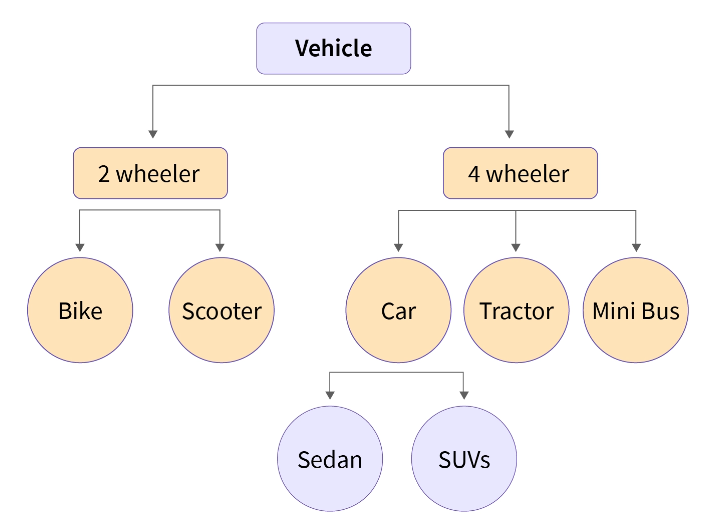 Vehicle
2 wheeler
4 wheeler
Bike
Scooter
Car
Tractor
Mini Bus
Sedan
SUVs